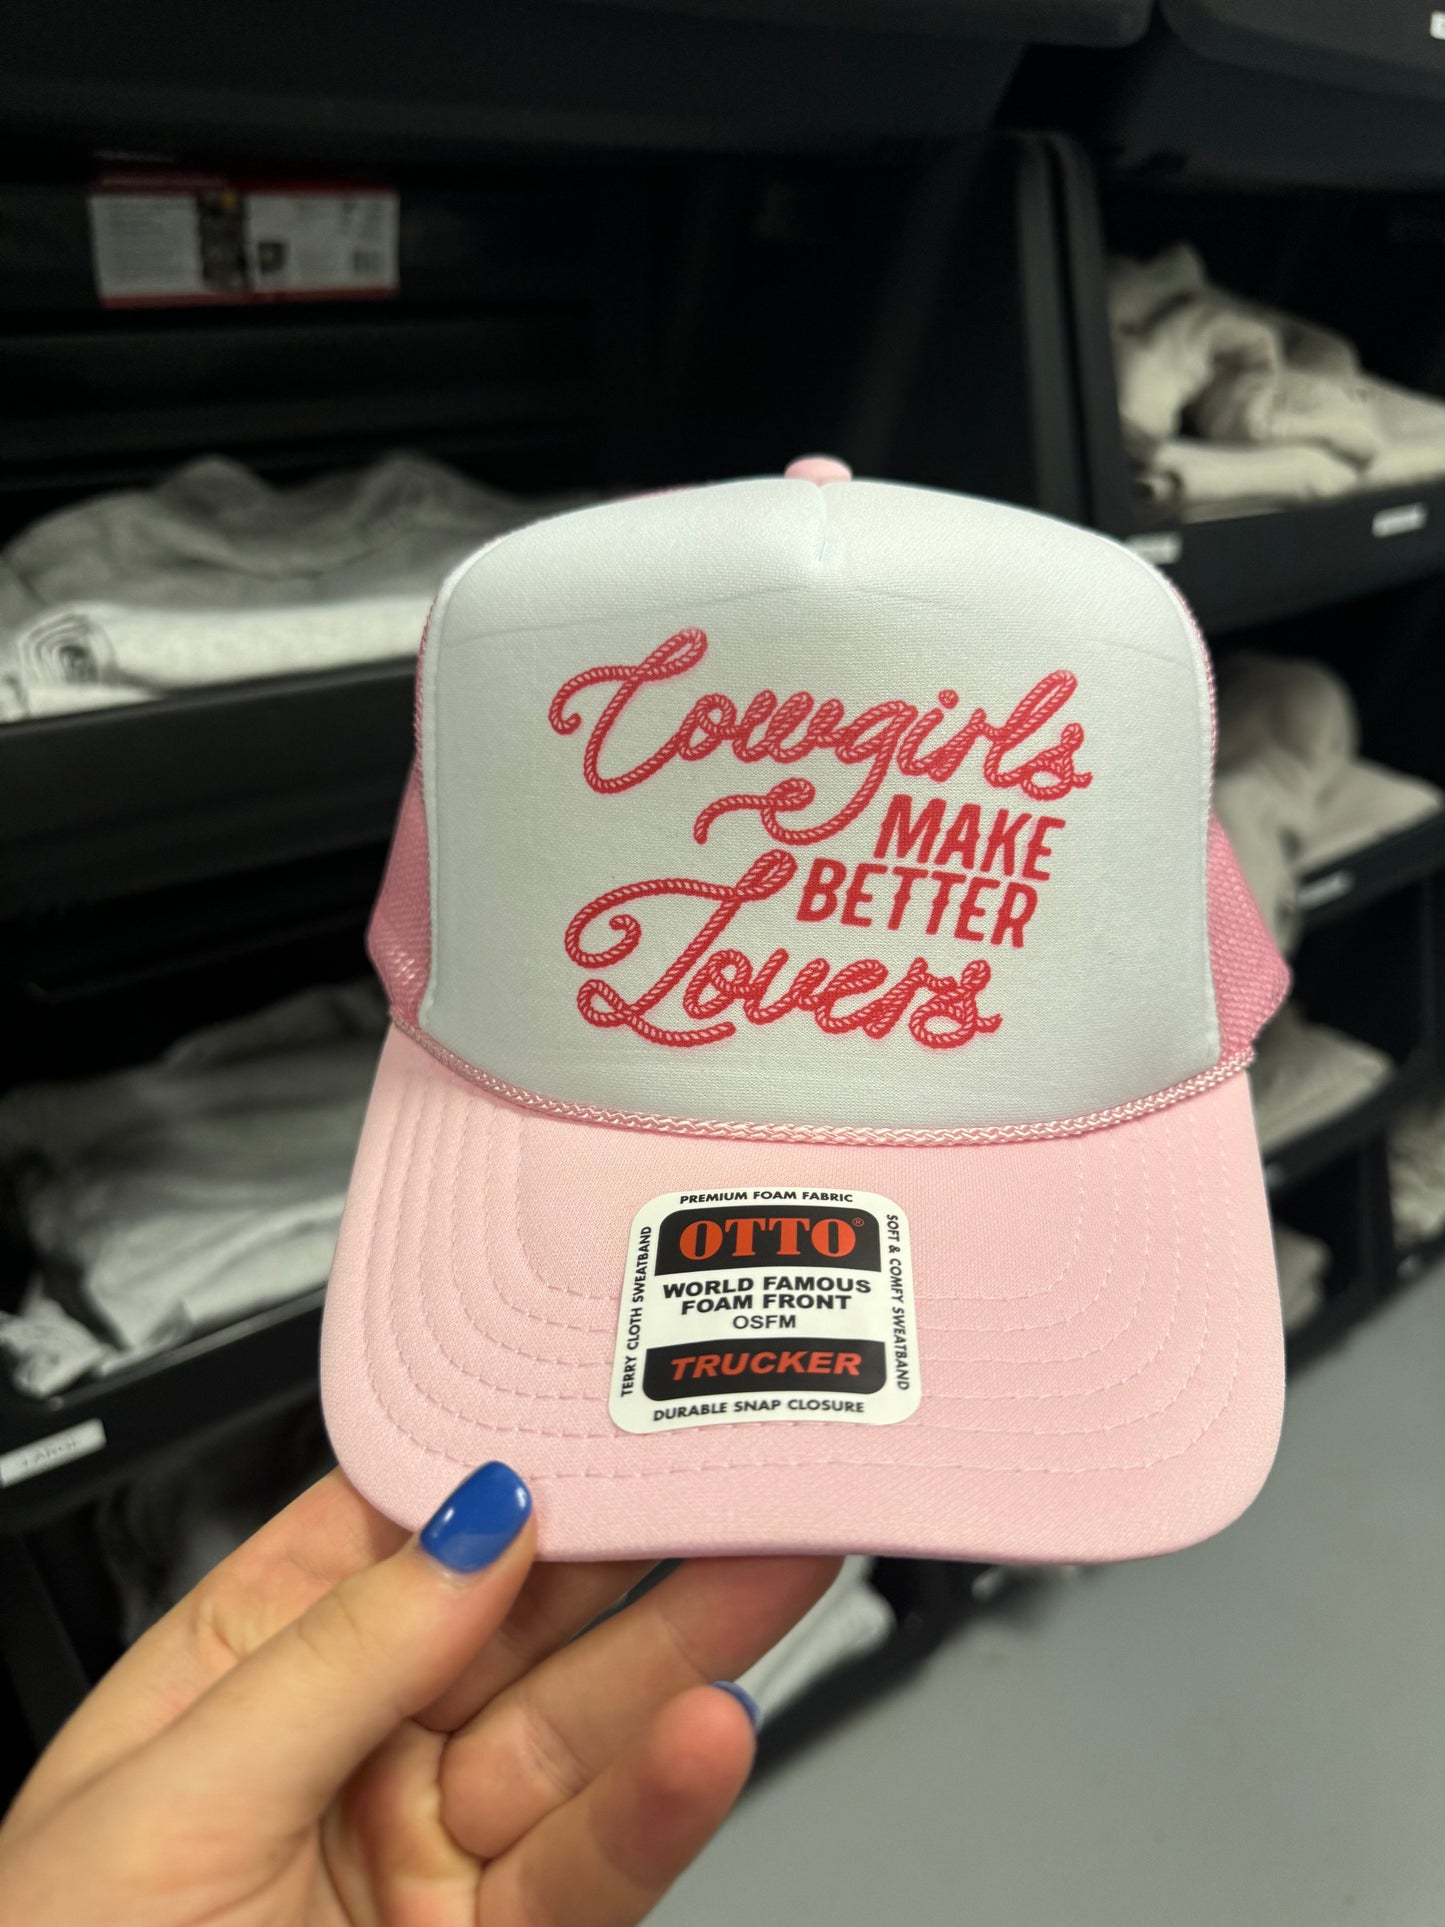 Cowgirls
MAKE
BETTER
Lovers
PREMIUM FOAM FABRIC
OTTO®
WORLD FAMOUS
FOAM FRONT
OSFM
TRUCKER
DURABLE SNAP CLOSURE
TERRY CLOTH SWEATBAND
SOFT & COMFY SWEATBAND